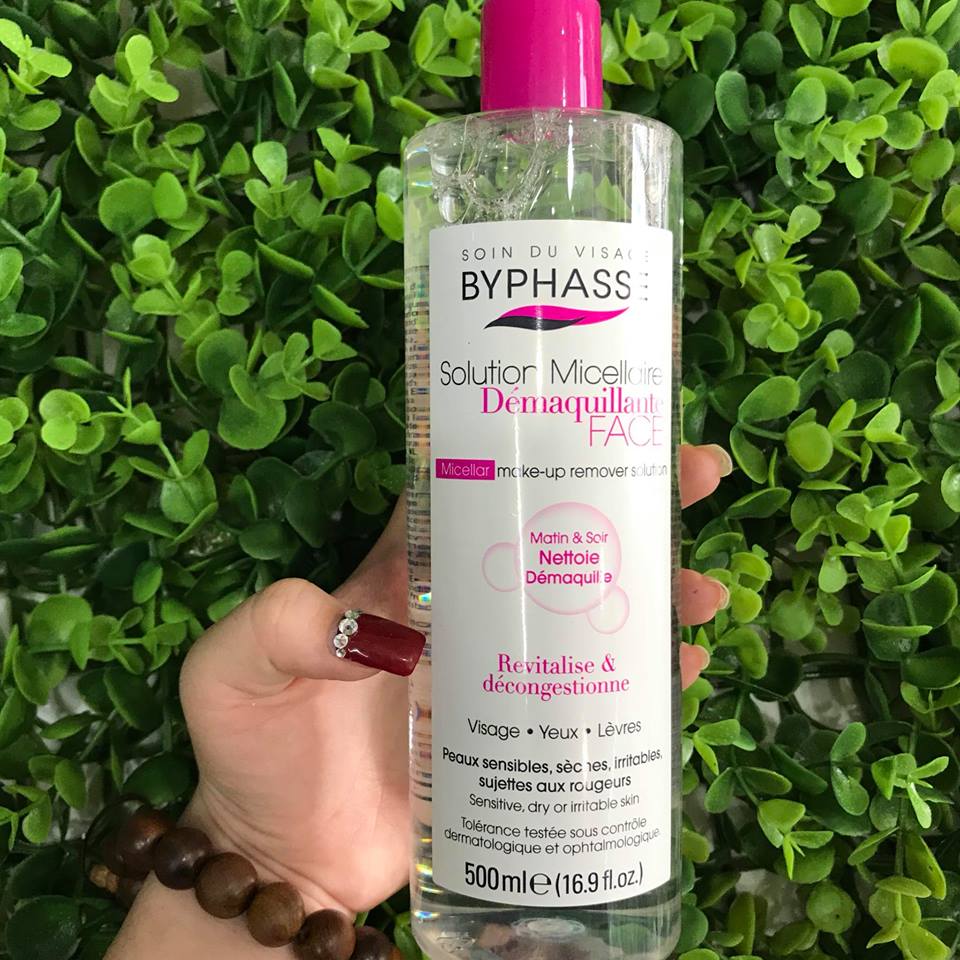 SOIN DU VISAGE
BYPHASSE
Solution Micellaire
Démaquillante
FACE
Micellar make-up remover solution
Matin & Soir
Nettoie
Démaquille
Revitalise &
décongestionne
Visage • Yeux • Lèvres
Peaux sensibles, sèches, irritables,
sujettes aux rougeurs
Sensitive, dry or irritable skin
Tolérance testée sous contrôle
dermatologique et ophtalmologique.
500ml℮(16.9 fl.oz.)